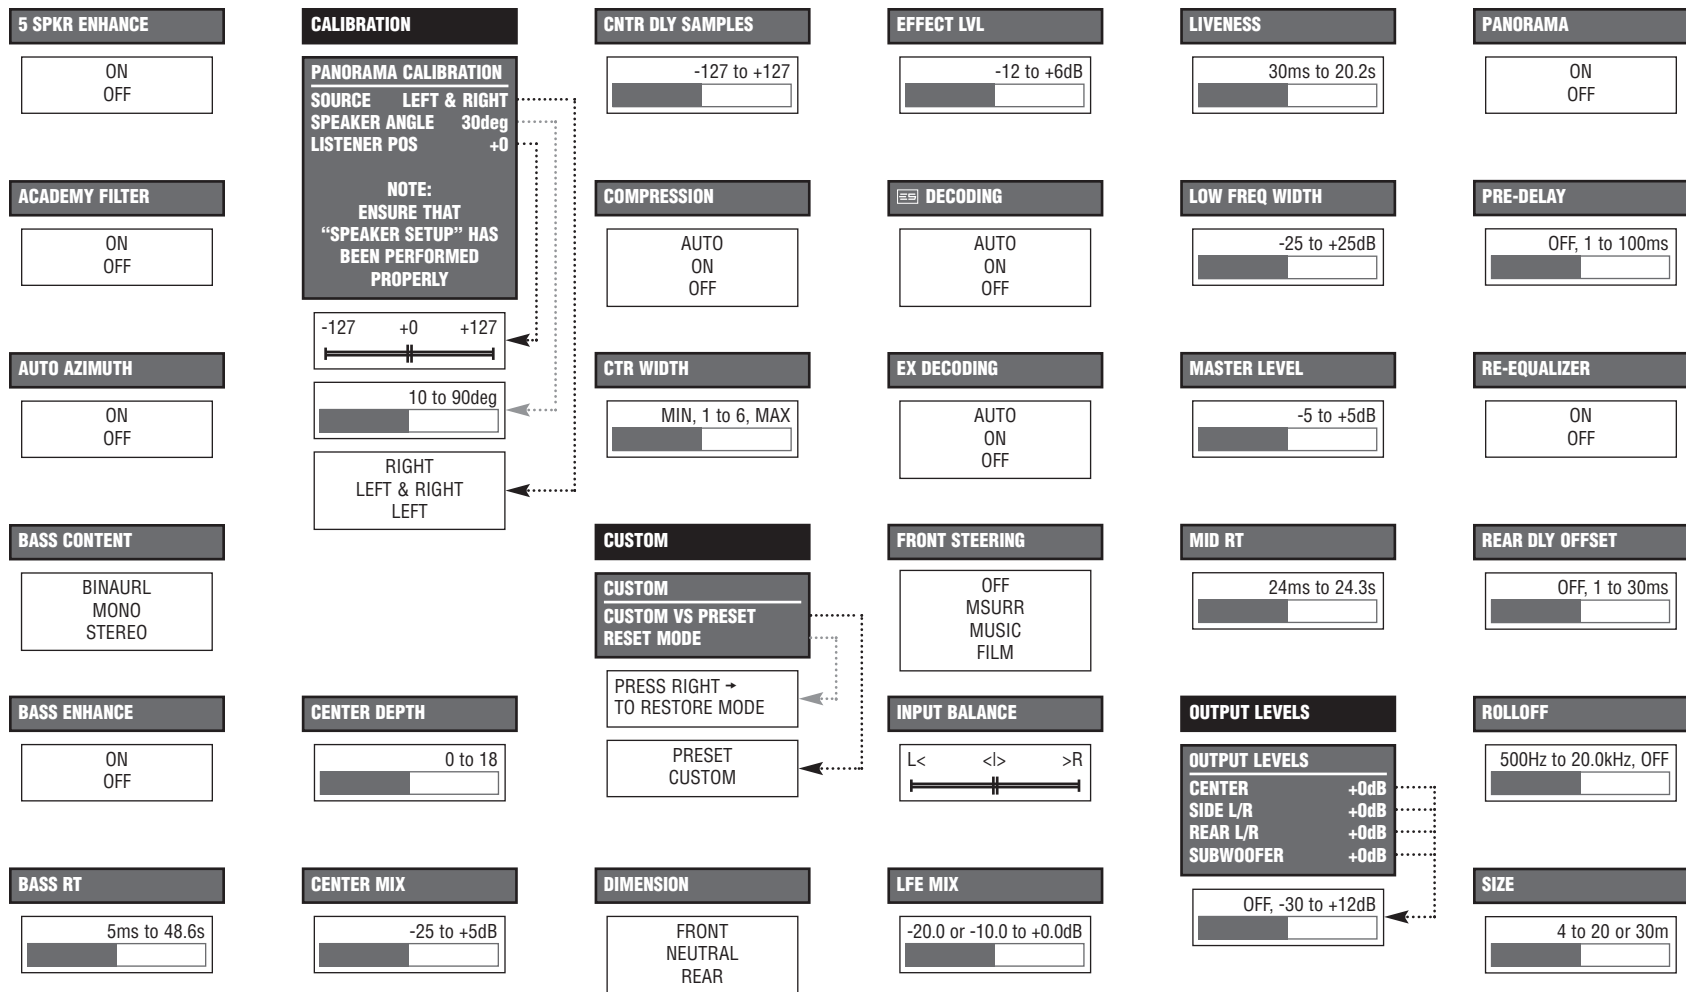 5 SPKR ENHANCE
ON
OFF
ACADEMY FILTER
ON
OFF
AUTO AZIMUTH
ON
OFF
BASS CONTENT
BINAURL
MONO
STEREO
BASS ENHANCE
ON
OFF
BASS RT
5ms to 48.6s
CALIBRATION
PANORAMA CALIBRATION
SOURCE LEFT & RIGHT
SPEAKER ANGLE 30deg
LISTENER POS +0
NOTE:
ENSURE THAT
“SPEAKER SETUP” HAS
BEEN PERFORMED
PROPERLY
-127 +0 +127
10 to 90deg
RIGHT
LEFT & RIGHT
LEFT
CENTER DEPTH
0 to 18
CENTER MIX
-25 to +5dB
CNTR DLY SAMPLES
-127 to +127
COMPRESSION
AUTO
ON
OFF
CTR WIDTH
MIN, 1 to 6, MAX
CUSTOM
CUSTOM
CUSTOM VS PRESET
RESET MODE
PRESS RIGHT →
TO RESTORE MODE
PRESET
CUSTOM
DIMENSION
FRONT
NEUTRAL
REAR
EFFECT LVL
-12 to +6dB
ES DECODING
AUTO
ON
OFF
EX DECODING
AUTO
ON
OFF
FRONT STEERING
OFF
MSURR
MUSIC
FILM
INPUT BALANCE
L< <|> >R
LFE MIX
-20.0 or -10.0 to +0.0dB
LIVENESS
30ms to 20.2s
LOW FREQ WIDTH
-25 to +25dB
MASTER LEVEL
-5 to +5dB
MID RT
24ms to 24.3s
OUTPUT LEVELS
OUTPUT LEVELS
CENTER +0dB
SIDE L/R +0dB
REAR L/R +0dB
SUBWOOFER +0dB
OFF, -30 to +12dB
PANORAMA
ON
OFF
PRE-DELAY
OFF, 1 to 100ms
RE-EQUALIZER
ON
OFF
REAR DLY OFFSET
OFF, 1 to 30ms
ROLLOFF
500Hz to 20.0kHz, OFF
SIZE
4 to 20 or 30m